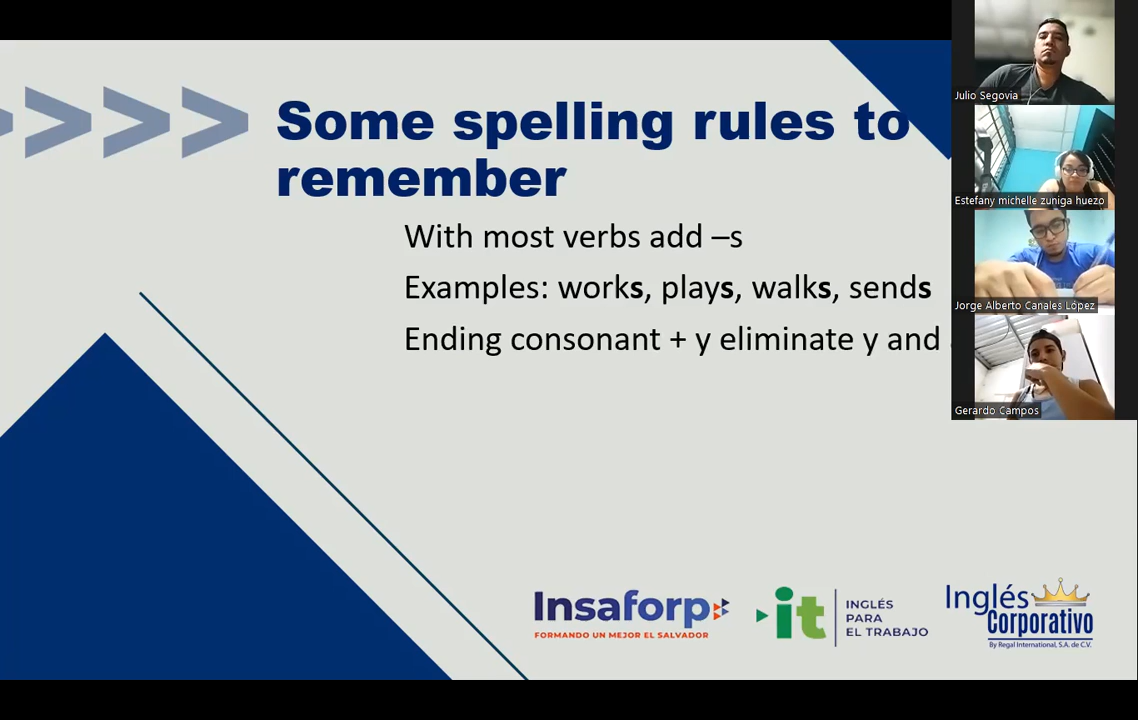 Some spelling rules to
remember
With most verbs add –s
Examples: works, plays, walks, sends
Ending consonant + y eliminate y and
Julio Segovia
Estefany michelle zuniga huezo
Jorge Alberto Canales López
Gerardo Campos
Insaforp
FORMANDO UN MEJOR EL SALVADOR
it
INGLÉS
PARA
EL TRABAJO
Inglés
Corporativo
By Regal International, S.A. de C.V.